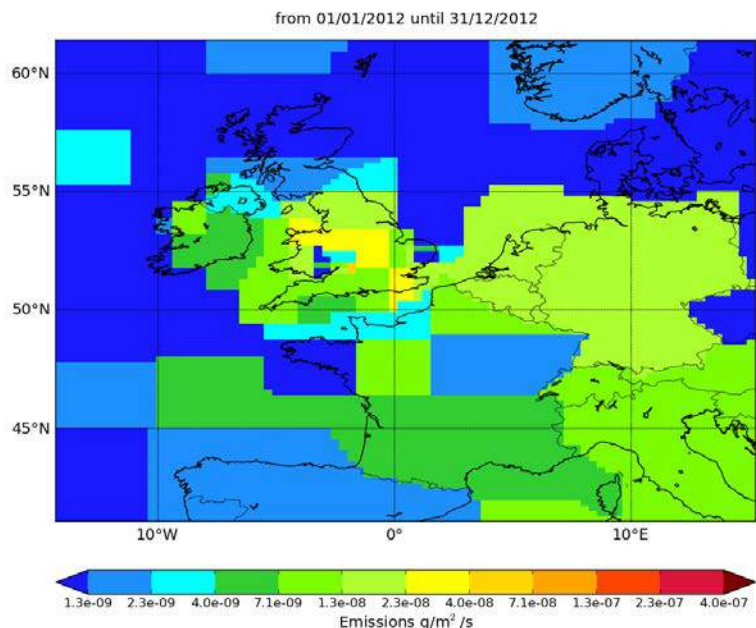 from 01/01/2012 until 31/12/2012
60°N
55°N
50°N
45°N
10°W 0° 10°E
1.3e-09 2.3e-09 4.0e-09 7.1e-09 1.3e-08 2.3e-08 4.0e-08 7.1e-08 1.3e-07 2.3e-07 4.0e-07
Emissions g/m² /s